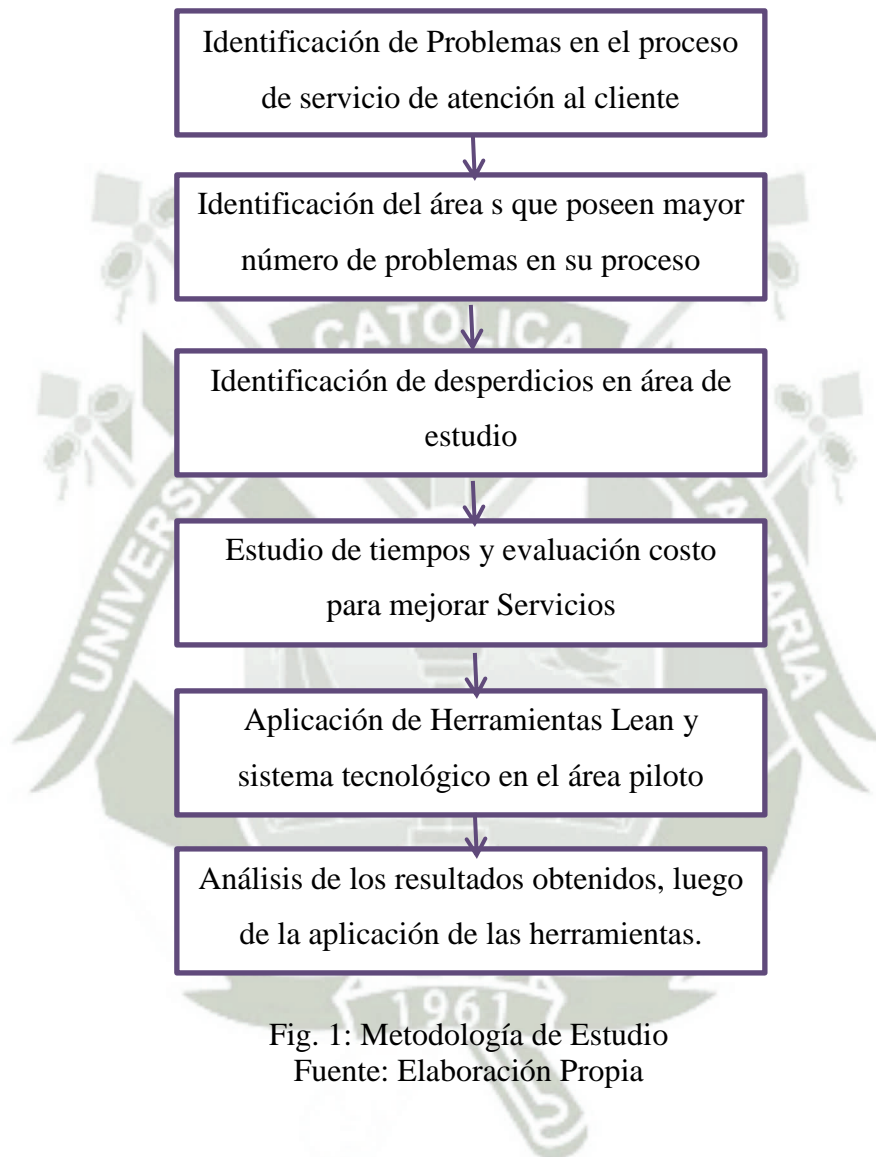 Identificación de Problemas en el proceso
de servicio de atención al cliente
Identificación del área s que poseen mayor
número de problemas en su proceso
CATOLICA
Identificación de desperdicios en área de
estudio
Estudio de tiempos y evaluación costo
para mejorar Servicios
Aplicación de Herramientas Lean y
sistema tecnológico en el área piloto
Análisis de los resultados obtenidos, luego
de la aplicación de las herramientas.
1961
Fig. 1: Metodología de Estudio
Fuente: Elaboración Propia